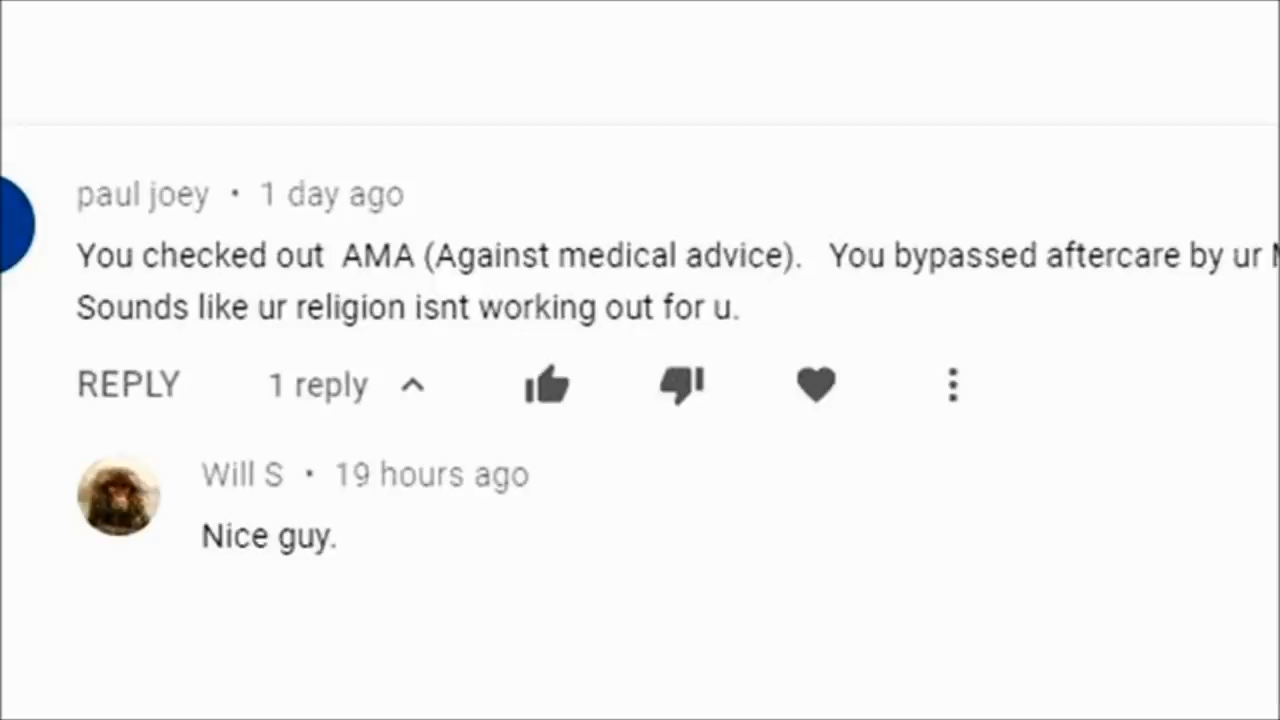 paul joey • 1 day ago
You checked out AMA (Against medical advice). You bypassed aftercare by ur
Sounds like ur religion isnt working out for u.
REPLY 1 reply
Will S • 19 hours ago
Nice guy.